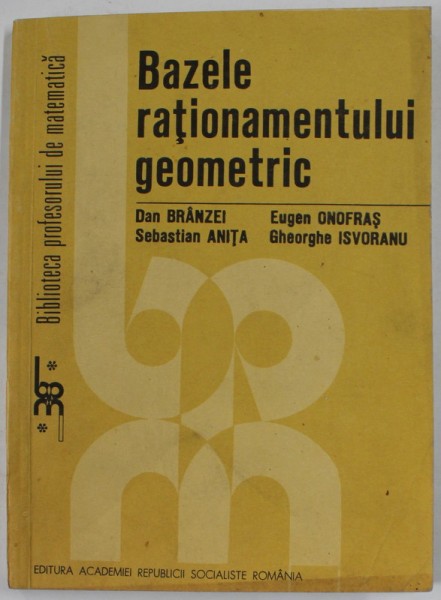 Biblioteca profesorului de matematică
Bazele
raţionamentului
geometric
Dan BRÂNZEI Eugen ONOFRAŞ
Sebastian ANIŢA Gheorghe ISVORANU
bpm
EDITURA ACADEMIEI REPUBLICII SOCIALISTE ROMÂNIA